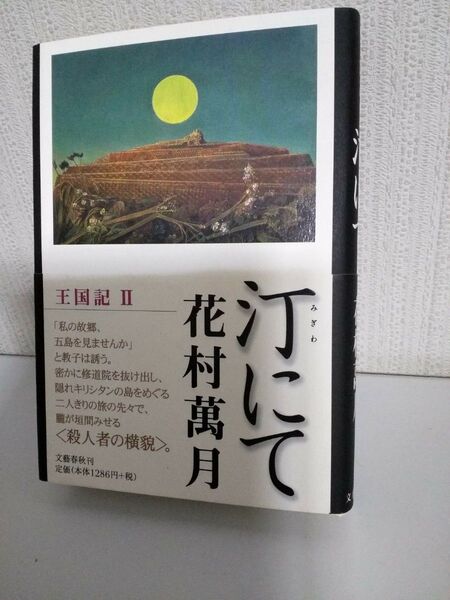 汀にて
みぎわ
花村萬月
王国記 II
「私の故郷、
五島を見ませんか」
と教子は誘う。
密かに修道院を抜け出し、
隠れキリシタンの島をめぐる
二人きりの旅の先々で、
朧が垣間みせる
〈殺人者の横貌〉。
文藝春秋刊
定価(本体1286円+税)
汀にて
文